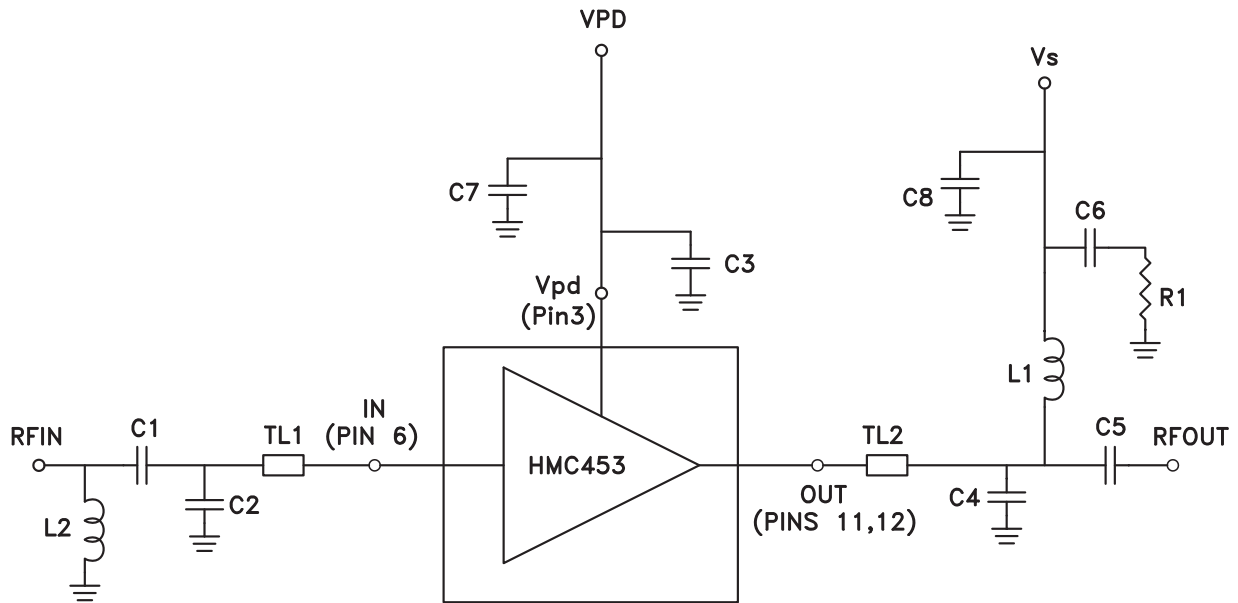 VPD
Vs
C7
C8
C6
C3
Vpd
(Pin3)
R1
L1
RFIN
C1
TL1
IN
(PIN 6)
HMC453
TL2
C5
RFOUT
C2
L2
OUT
(PINS 11,12)
C4